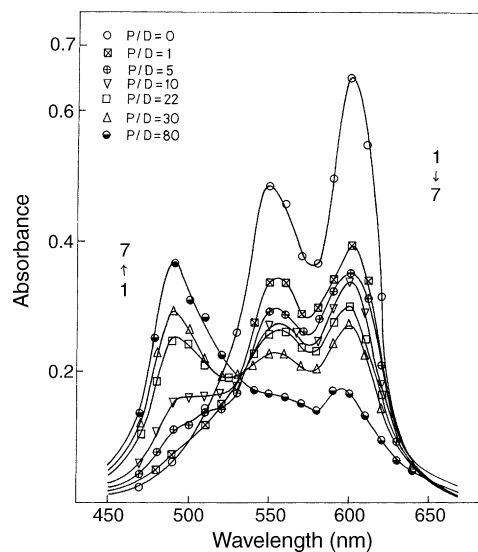 0.7
0.6
0.4
0.2
Absorbance
P/D=0
P/D=1
P/D=5
P/D=10
P/D=22
P/D=30
P/D=80
7
↑
1
1
↓
7
450
500
550
600
650
Wavelength (nm)